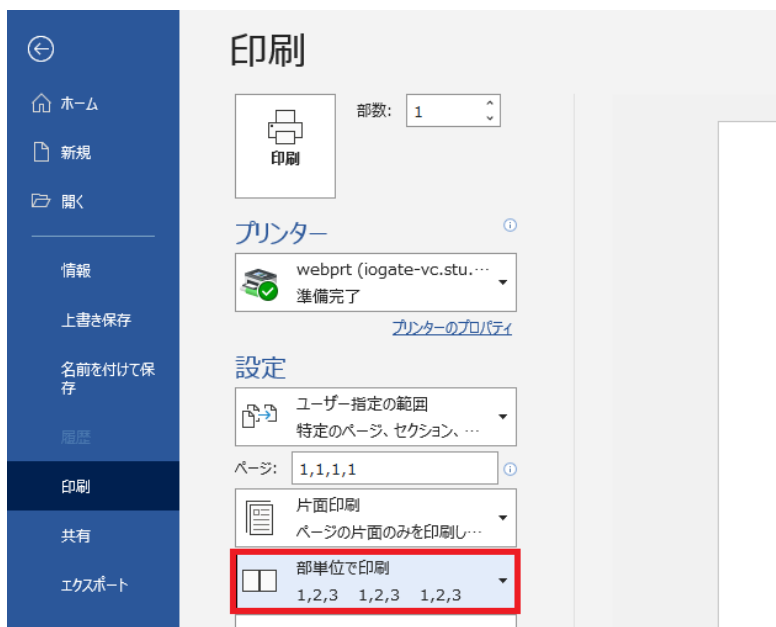 印刷
ホーム
新規
開く
情報
上書き保存
名前を付けて保
存
履歴
印刷
共有
エクスポート
印刷
部数: 1
プリンター
webprt (iogate-vc.stu.…
準備完了
プリンターのプロパティ
設定
ユーザー指定の範囲
特定のページ、セクション、…
ページ: 1,1,1,1
片面印刷
ページの片面のみを印刷し…
部単位で印刷
1,2,3 1,2,3 1,2,3